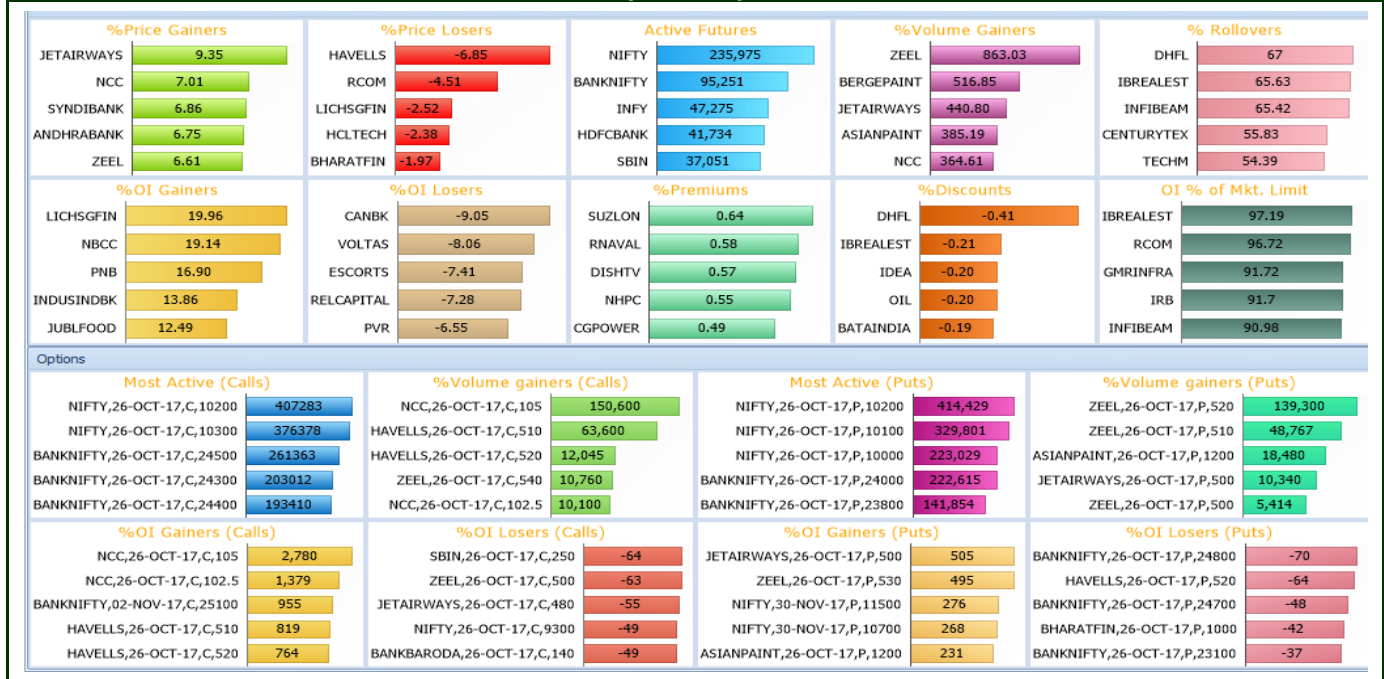 %Price Gainers
JETAIRWAYS 9.35
NCC 7.01
SYNDIBANK 6.86
ANDHRABANK 6.75
ZEEL 6.61
%Price Losers
HAVELLS -6.85
RCOM -4.51
LICHSGFIN -2.52
HCLTECH -2.38
BHARATFIN -1.97
Active Futures
NIFTY 235,975
BANKNIFTY 95,251
INFY 47,275
HDFCBANK 41,734
SBIN 37,051
%Volume Gainers
ZEEL 863.03
BERGEPAINT 516.85
JETAIRWAYS 440.80
ASIANPAINT 385.19
NCC 364.61
% Rollovers
DHFL 67
IBREALEST 65.63
INFIBEAM 65.42
CENTURYTEX 55.83
TECHM 54.39
%OI Gainers
LICHSGFIN 19.96
NBCC 19.14
PNB 16.90
INDUSINDBK 13.86
JUBLFOOD 12.49
%OI Losers
CANBK -9.05
VOLTAS -8.06
ESCORTS -7.41
RELCAPITAL -7.28
PVR -6.55
%Premiums
SUZLON 0.64
RNAVAL 0.58
DISHTV 0.57
NHPC 0.55
CGPOWER 0.49
%Discounts
DHFL -0.41
IBREALEST -0.21
IDEA -0.20
OIL -0.20
BATAINDIA -0.19
OI % of Mkt. Limit
IBREALEST 97.19
RCOM 96.72
GMRINFRA 91.72
IRB 91.7
INFIBEAM 90.98
Options
Most Active (Calls)
NIFTY,26-OCT-17,C,10200 407283
NIFTY,26-OCT-17,C,10300 376378
BANKNIFTY,26-OCT-17,C,24500 261363
BANKNIFTY,26-OCT-17,C,24300 203012
BANKNIFTY,26-OCT-17,C,24400 193410
%Volume gainers (Calls)
NCC,26-OCT-17,C,105 150,600
HAVELLS,26-OCT-17,C,510 63,600
HAVELLS,26-OCT-17,C,520 12,045
ZEEL,26-OCT-17,C,540 10,760
NCC,26-OCT-17,C,102.5 10,100
Most Active (Puts)
NIFTY,26-OCT-17,P,10200 414,429
NIFTY,26-OCT-17,P,10100 329,801
NIFTY,26-OCT-17,P,10000 223,029
BANKNIFTY,26-OCT-17,P,24000 222,615
BANKNIFTY,26-OCT-17,P,23800 141,854
%Volume gainers (Puts)
ZEEL,26-OCT-17,P,520 139,300
ZEEL,26-OCT-17,P,510 48,767
ASIANPAINT,26-OCT-17,P,1200 18,480
JETAIRWAYS,26-OCT-17,P,500 10,340
ZEEL,26-OCT-17,P,500 5,414
%OI Gainers (Calls)
NCC,26-OCT-17,C,105 2,780
NCC,26-OCT-17,C,102.5 1,379
BANKNIFTY,02-NOV-17,C,25100 955
HAVELLS,26-OCT-17,C,510 819
HAVELLS,26-OCT-17,C,520 764
%OI Losers (Calls)
SBIN,26-OCT-17,C,250 -64
ZEEL,26-OCT-17,C,500 -63
JETAIRWAYS,26-OCT-17,C,480 -55
NIFTY,26-OCT-17,C,9300 -49
BANKBARODA,26-OCT-17,C,140 -49
%OI Gainers (Puts)
JETAIRWAYS,26-OCT-17,P,500 505
ZEEL,26-OCT-17,P,530 495
NIFTY,30-NOV-17,P,11500 276
NIFTY,30-NOV-17,P,10700 268
ASIANPAINT,26-OCT-17,P,1200 231
%OI Losers (Puts)
BANKNIFTY,26-OCT-17,P,24800 -70
HAVELLS,26-OCT-17,P,520 -64
BANKNIFTY,26-OCT-17,P,24700 -48
BHARATFIN,26-OCT-17,P,1000 -42
BANKNIFTY,26-OCT-17,P,23100 -37